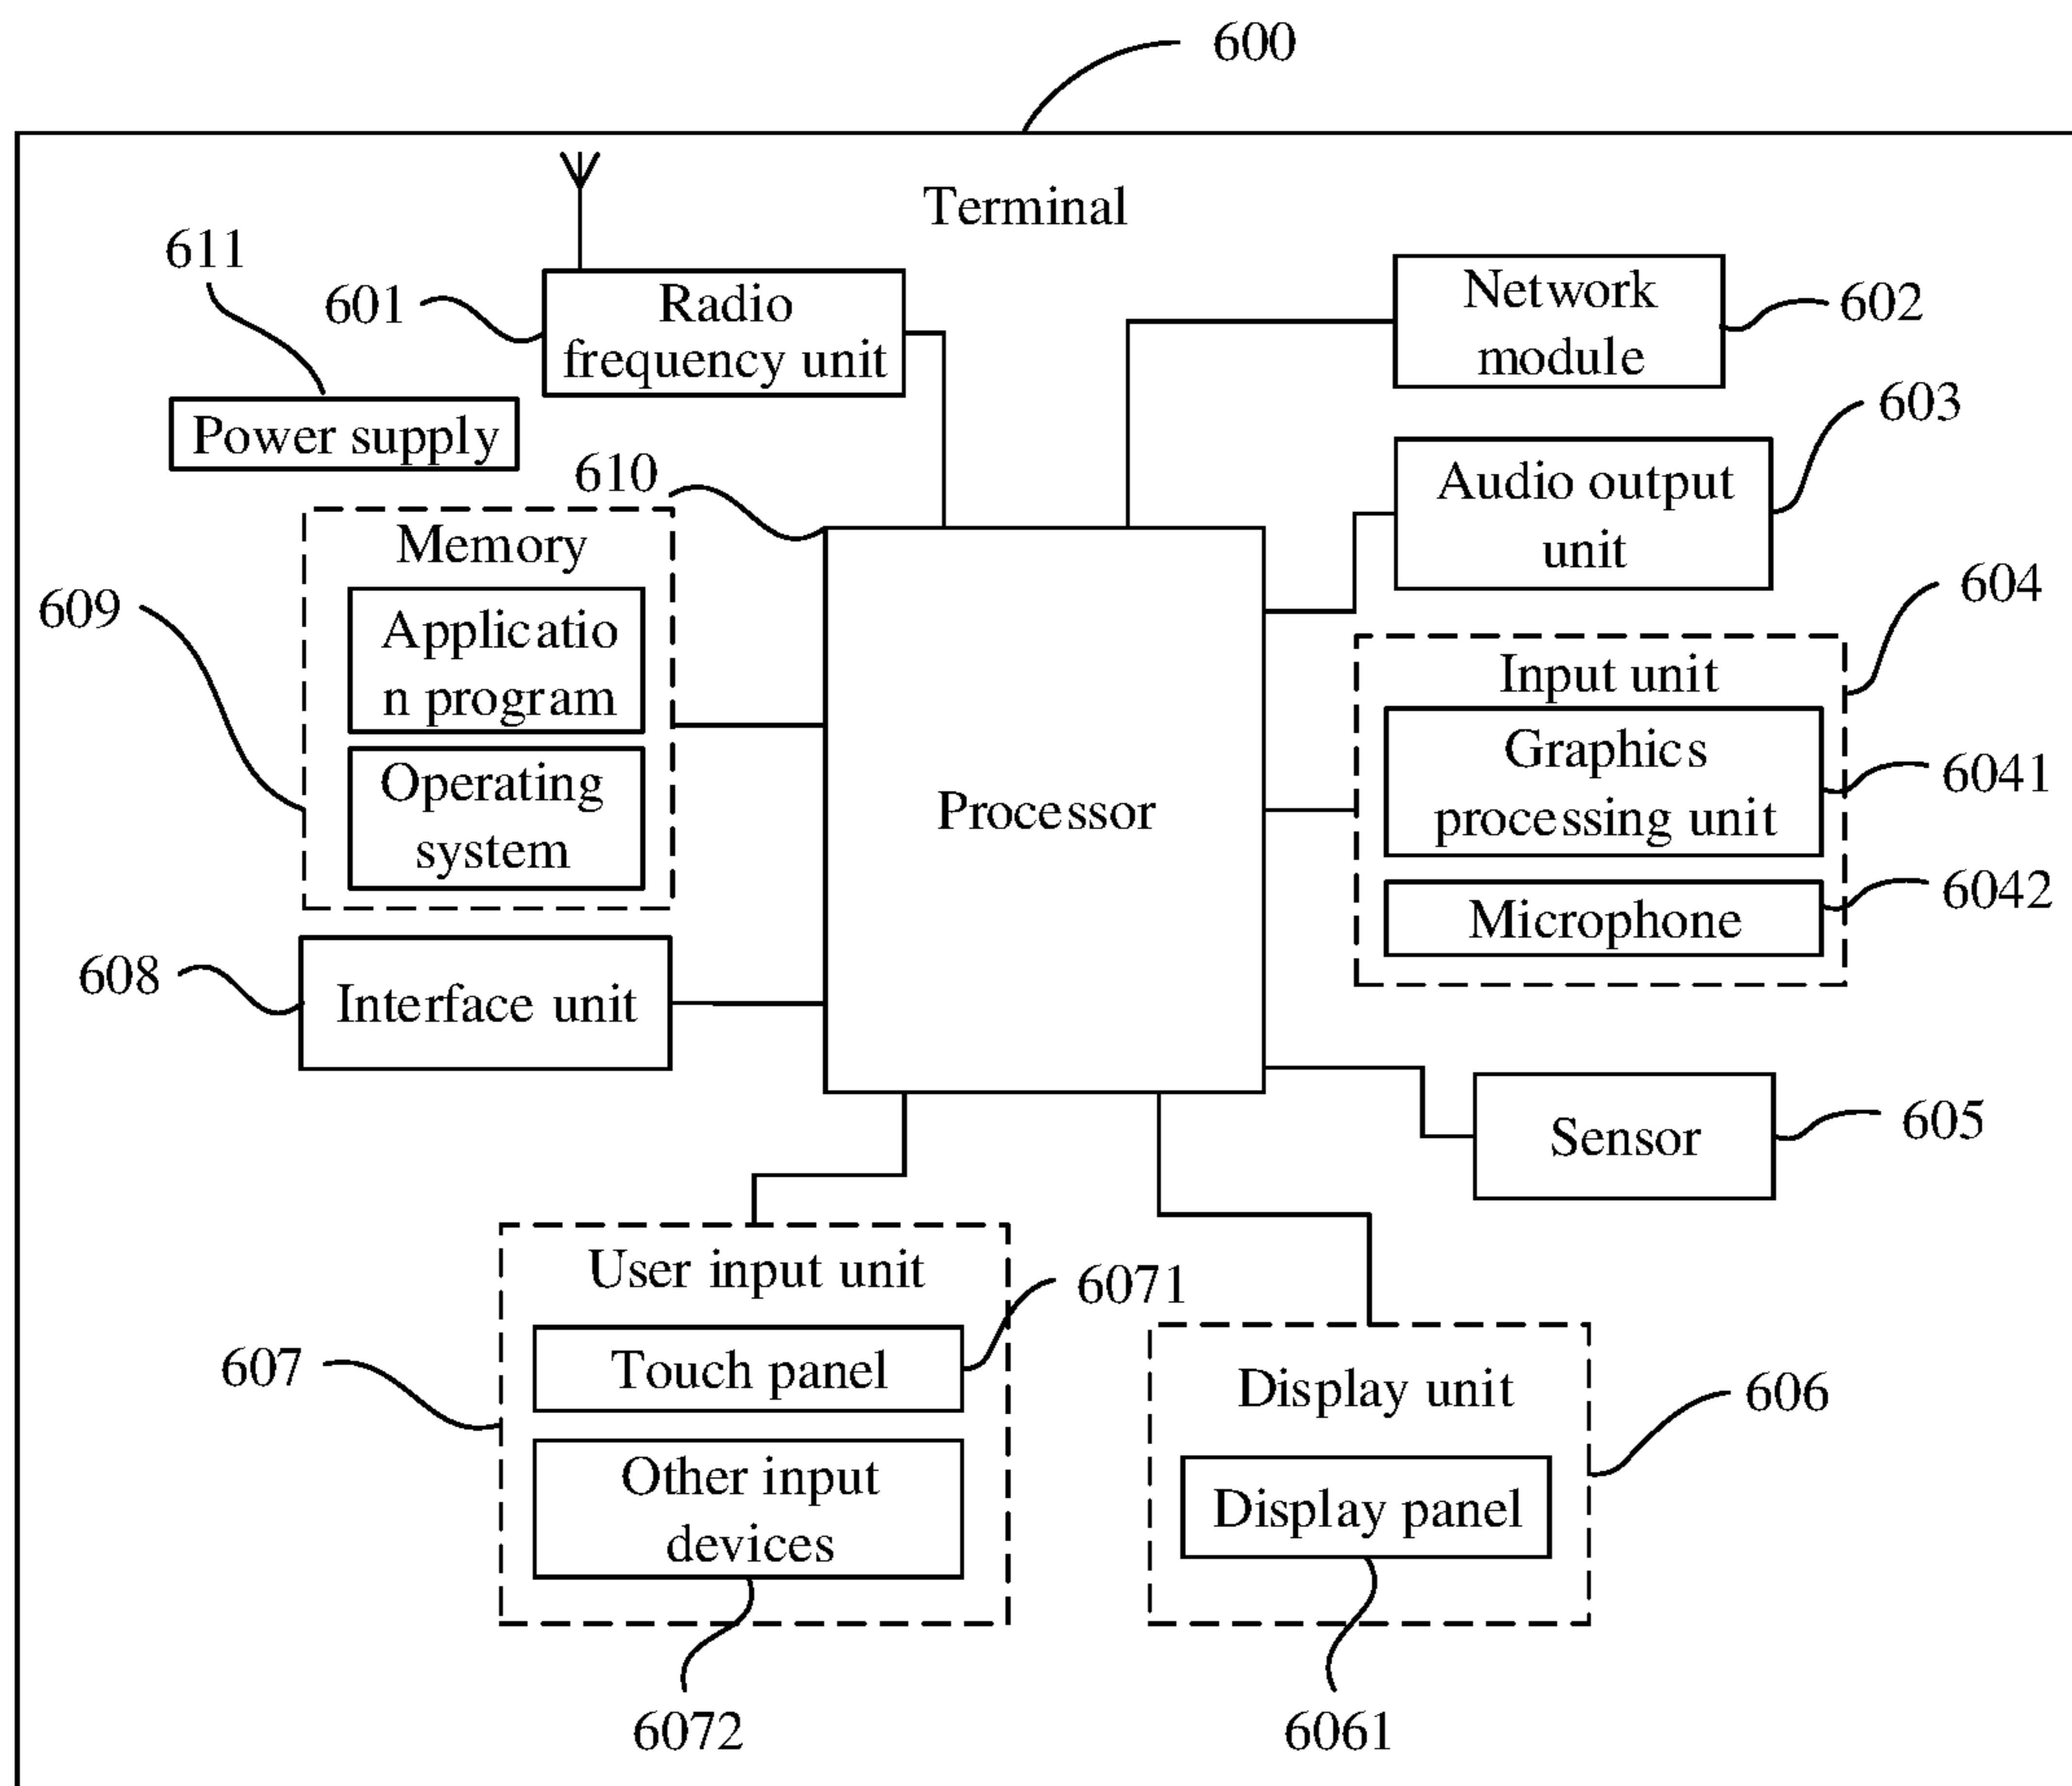 600
Terminal
611
601
Radio
frequency unit
Network
module
602
Power supply
603
Audio output
unit
610
Memory
Applicatio
n program
Operating
system
609
604
Input unit
Graphics
processing unit
6041
Microphone
6042
Processor
608
Interface unit
Sensor
605
User input unit
6071
Touch panel
607
Other input
devices
6072
Display unit
606
Display panel
6061